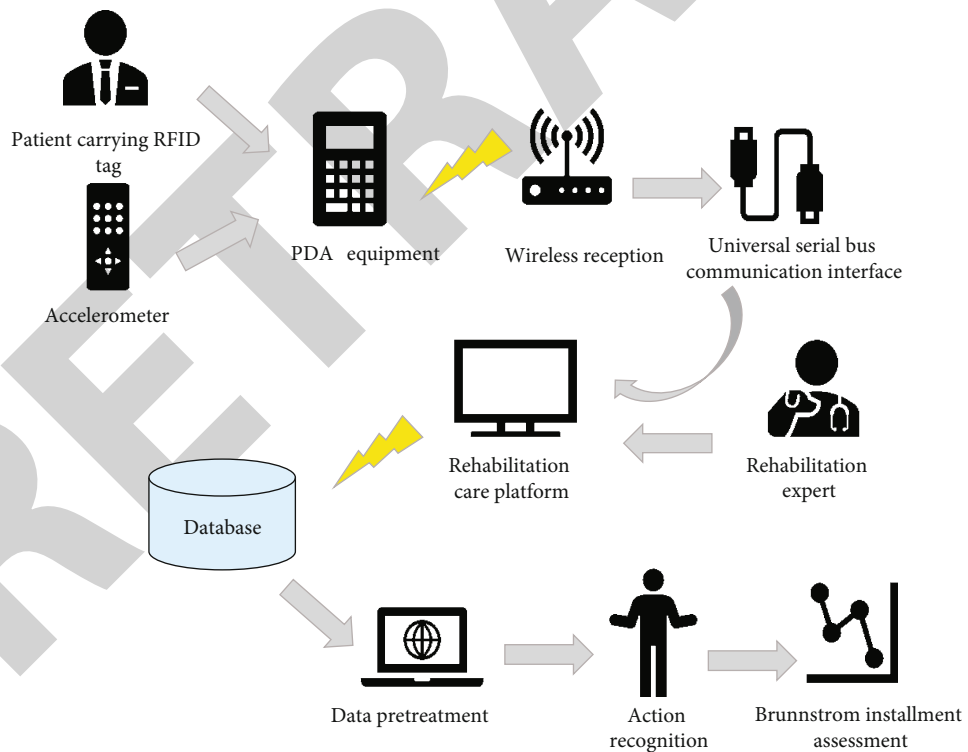 Patient carrying RFID
tag
Accelerometer
PDA equipment
Wireless reception
Universal serial bus
communication interface
Rehabilitation
care platform
Rehabilitation
expert
Database
Data pretreatment
Action
recognition
Brunnstrom installment
assessment
RETRA